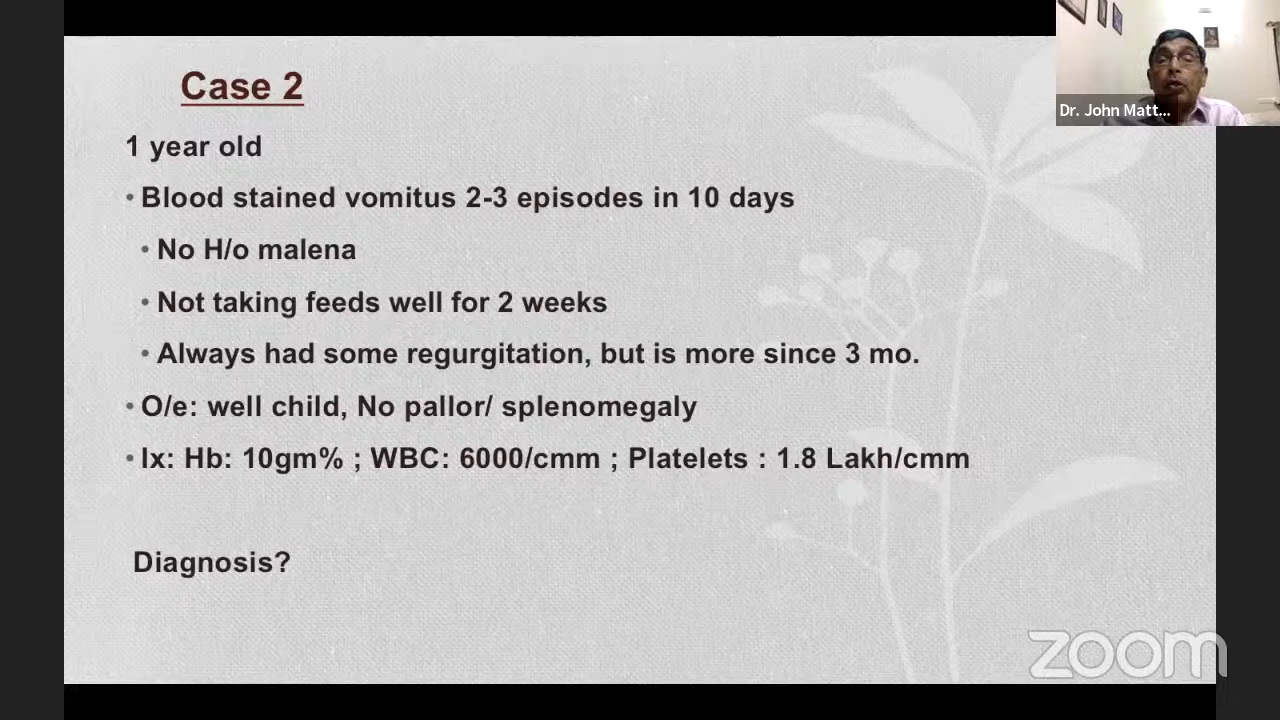 Case 2
Dr. John Matt...
1 year old
• Blood stained vomitus 2-3 episodes in 10 days
• No H/o malena
• Not taking feeds well for 2 weeks
• Always had some regurgitation, but is more since 3 mo.
• O/e: well child, No pallor/ splenomegaly
• Ix: Hb: 10gm% ; WBC: 6000/cmm ; Platelets : 1.8 Lakh/cmm
Diagnosis?
zoom